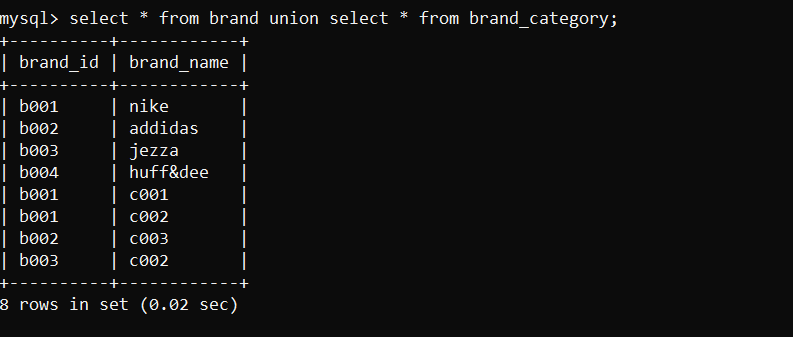 mysql> select * from brand union select * from brand_category;
+----------+------------+
| brand_id | brand_name |
+----------+------------+
| b001     | nike       |
| b002     | addidas    |
| b003     | jezza      |
| b004     | huff&dee   |
| b001     | c001       |
| b001     | c002       |
| b002     | c003       |
| b003     | c002       |
+----------+------------+
8 rows in set (0.02 sec)